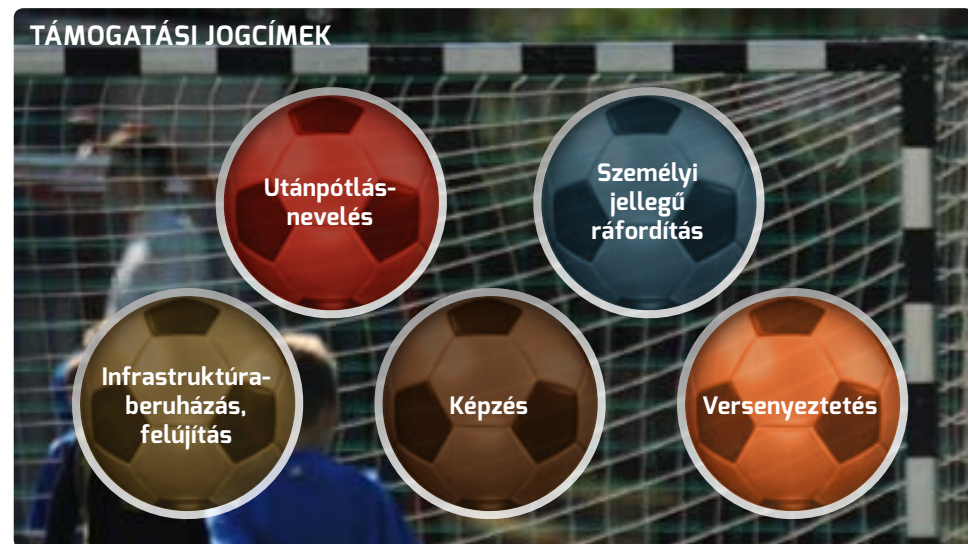 TÁMOGATÁSI JOGCÍMEK
Utánpótlás-
nevelés
Személyi
jellegű
ráfordítás
Infrastruktúra-
beruházás,
felújítás
Képzés
Versenyeztetés